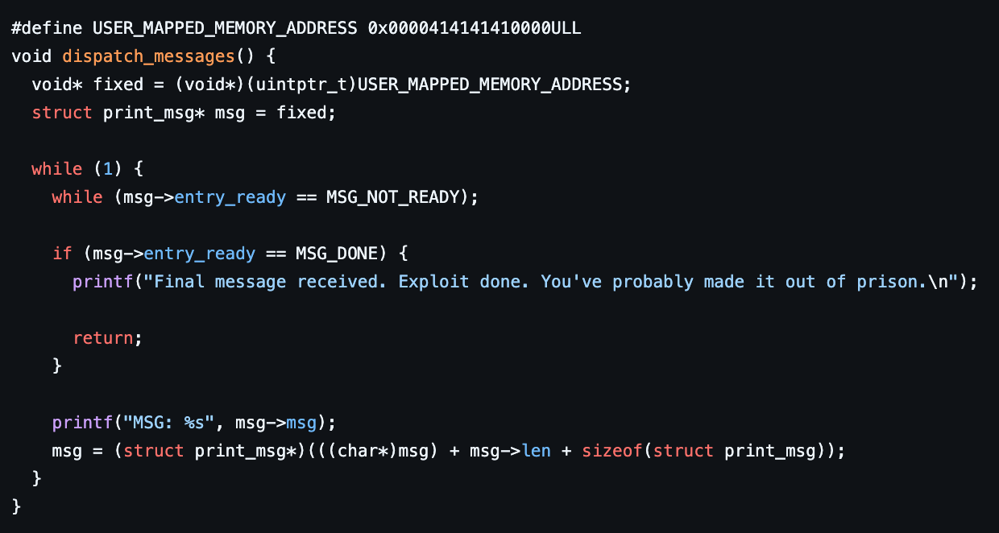 #define USER_MAPPED_MEMORY_ADDRESS 0x0000414141410000ULL
void dispatch_messages() {
  void* fixed = (void*)(uintptr_t)USER_MAPPED_MEMORY_ADDRESS;
  struct print_msg* msg = fixed;

  while (1) {
    while (msg->entry_ready == MSG_NOT_READY);

    if (msg->entry_ready == MSG_DONE) {
      printf("Final message received. Exploit done. You've probably made it out of prison.\n");

      return;
    }

    printf("MSG: %s", msg->msg);
    msg = (struct print_msg*)(((char*)msg) + msg->len + sizeof(struct print_msg));
  }
}